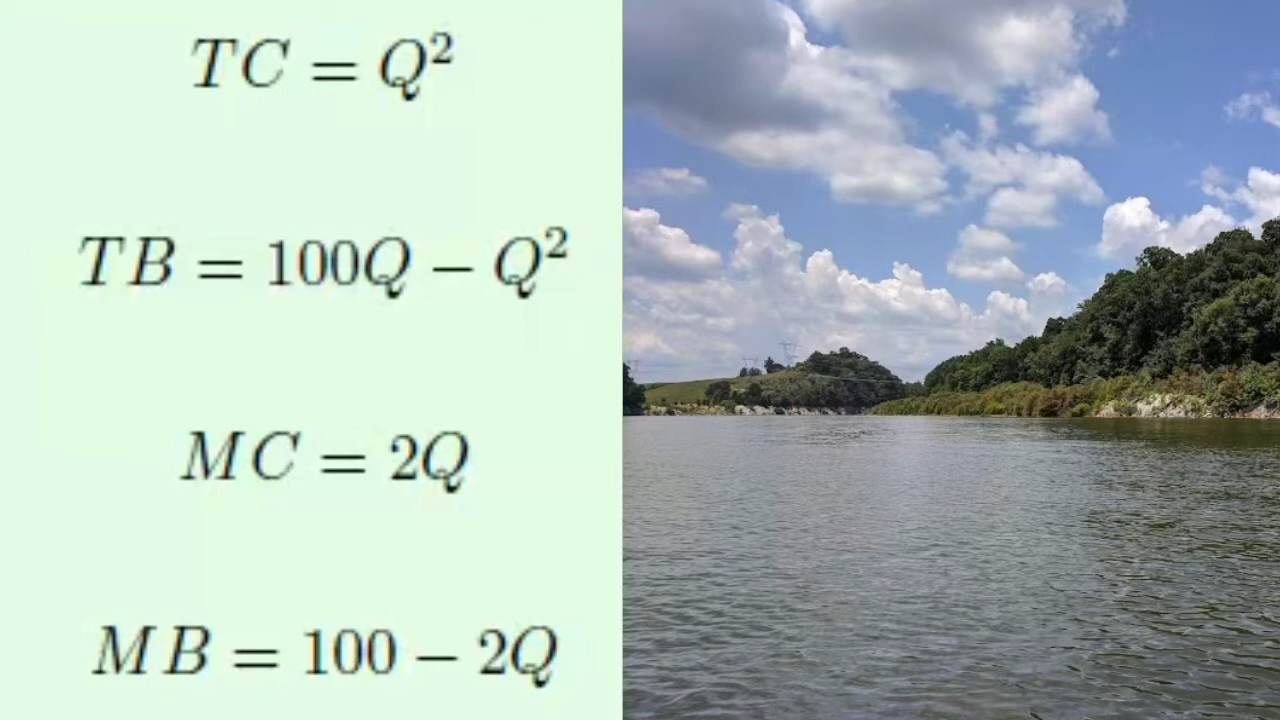 TC = Q²
TB = 100Q − Q²
MC = 2Q
MB = 100 − 2Q